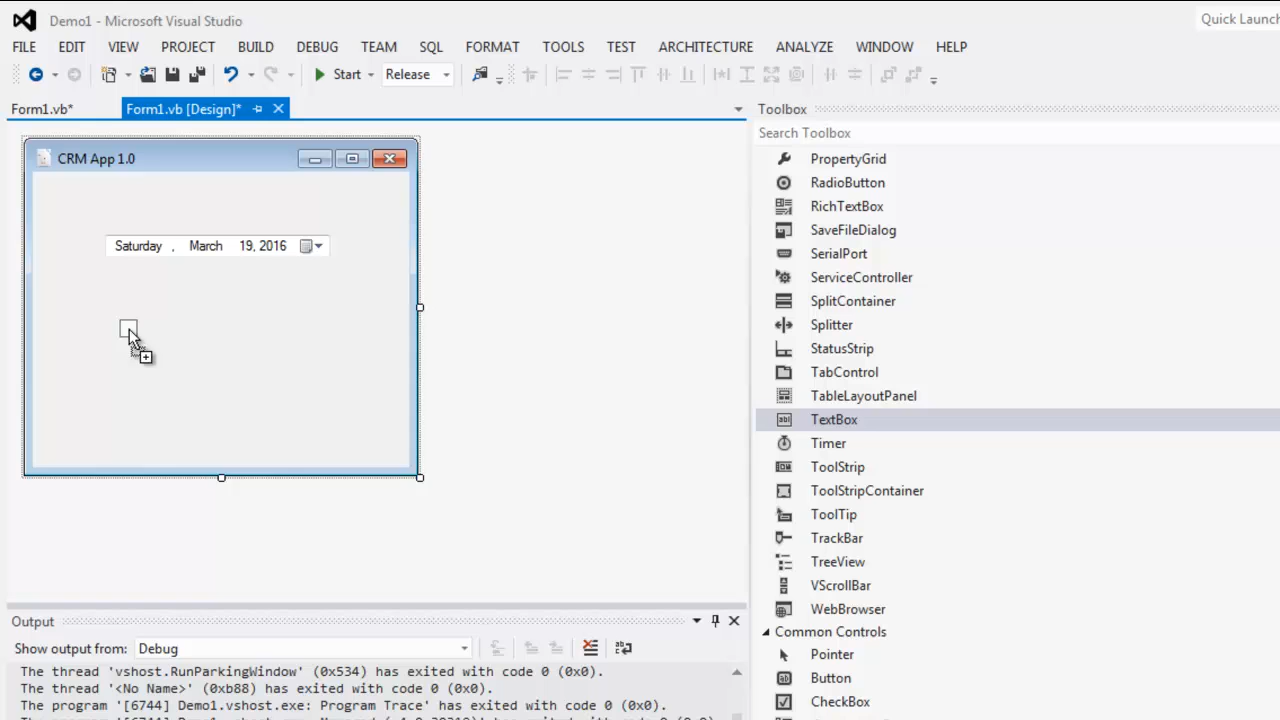 Demo1 - Microsoft Visual Studio
Quick Launch
FILE EDIT VIEW PROJECT BUILD DEBUG TEAM SQL FORMAT TOOLS TEST ARCHITECTURE ANALYZE WINDOW HELP
Start Release
Form1.vb* Form1.vb [Design]*
CRM App 1.0
Saturday , March 19, 2016
Toolbox
Search Toolbox
PropertyGrid
RadioButton
RichTextBox
SaveFileDialog
SerialPort
ServiceController
SplitContainer
Splitter
StatusStrip
TabControl
TableLayoutPanel
TextBox
Timer
ToolStrip
ToolStripContainer
ToolTip
TrackBar
TreeView
VScrollBar
WebBrowser
Common Controls
Pointer
Button
CheckBox
Output
Show output from: Debug
The thread 'vshost.RunParkingWindow' (0x534) has exited with code 0 (0x0).
The thread '<No Name>' (0xb88) has exited with code 0 (0x0).
The program '[6744] Demo1.vshost.exe: Program Trace' has exited with code 0 (0x0).